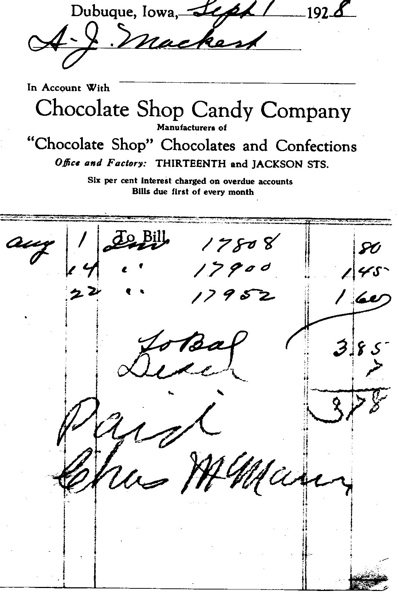 Dubuque, Iowa, Sept 1 1928
A. J. Mackert
In Account With
Chocolate Shop Candy Company
Manufacturers of
"Chocolate Shop" Chocolates and Confections
Office and Factory: THIRTEENTH and JACKSON STS.
Six per cent interest charged on overdue accounts
Bills due first of every month
Aug 1 To Bill 17808 80
14 " 17900 1 45
22 " 17952 1 60
To Bal 3.85
7
3 78
Paid
Chas McMann